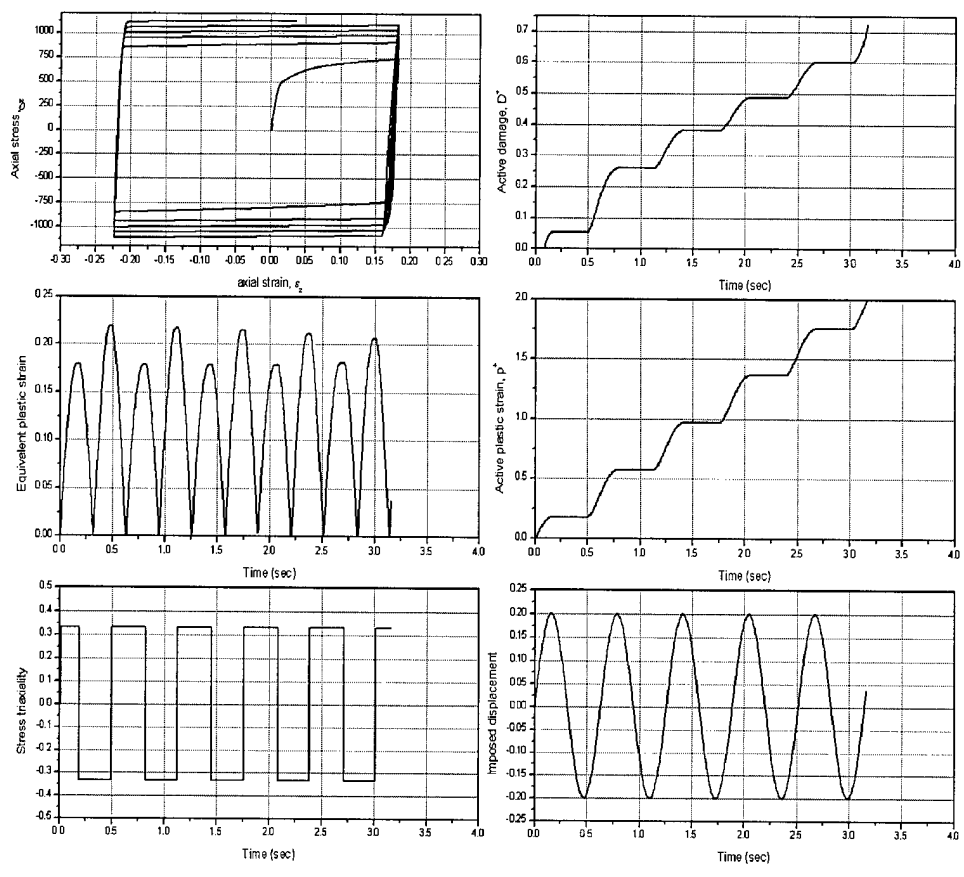 1000
750
500
250
0
-250
-500
-750
-1000
Axial stress σeqv
-0.30 -0.25 -0.20 -0.15 -0.10 -0.05 0.00 0.05 0.10 0.15 0.20 0.25 0.30
axial strain, εz
0.7
0.6
0.5
0.4
0.3
0.2
0.1
0.0
Active damage, D+
0.0 0.5 1.0 1.5 2.0 2.5 3.0 3.5 4.0
Time (sec)
0.25
0.20
0.15
0.10
0.05
0.00
Equivalent plastic strain
0.0 0.5 1.0 1.5 2.0 2.5 3.0 3.5 4.0
Time (sec)
2.0
1.5
1.0
0.5
0.0
Active plastic strain, p+
0.0 0.5 1.0 1.5 2.0 2.5 3.0 3.5 4.0
Time (sec)
0.5
0.4
0.3
0.2
0.1
0.0
-0.1
-0.2
-0.3
-0.4
-0.5
Stress triaxiality
0.0 0.5 1.0 1.5 2.0 2.5 3.0 3.5 4.0
Time (sec)
0.25
0.20
0.15
0.10
0.05
0.00
-0.05
-0.10
-0.15
-0.20
-0.25
Imposed displacement
0.0 0.5 1.0 1.5 2.0 2.5 3.0 3.5 4.0
Time (sec)